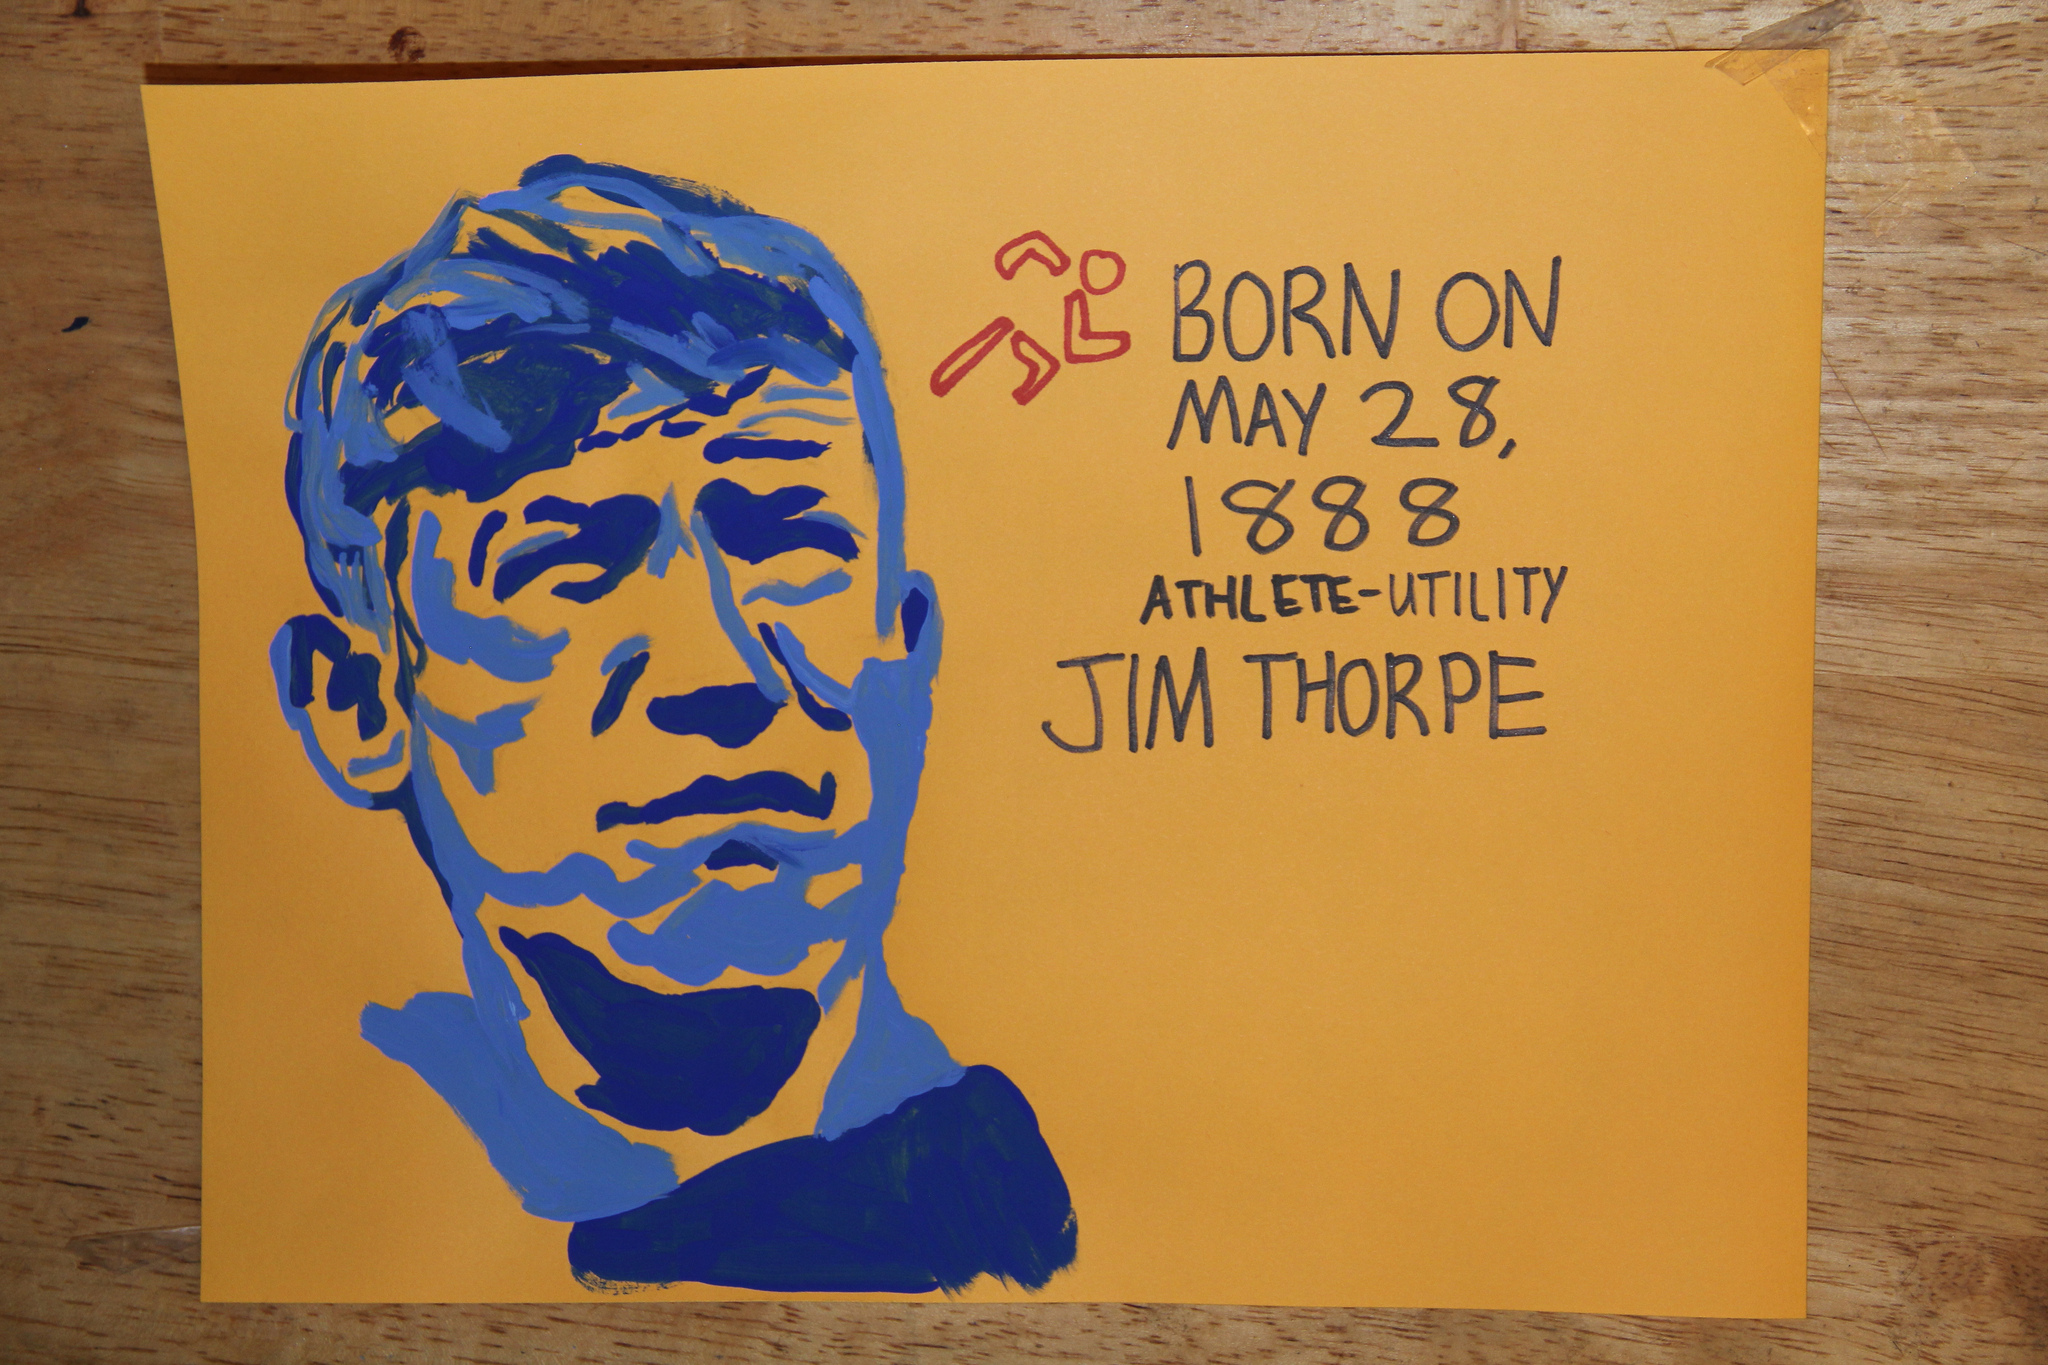 BORN ON
MAY 28,
1888
ATHLETE-UTILITY
JIM THORPE